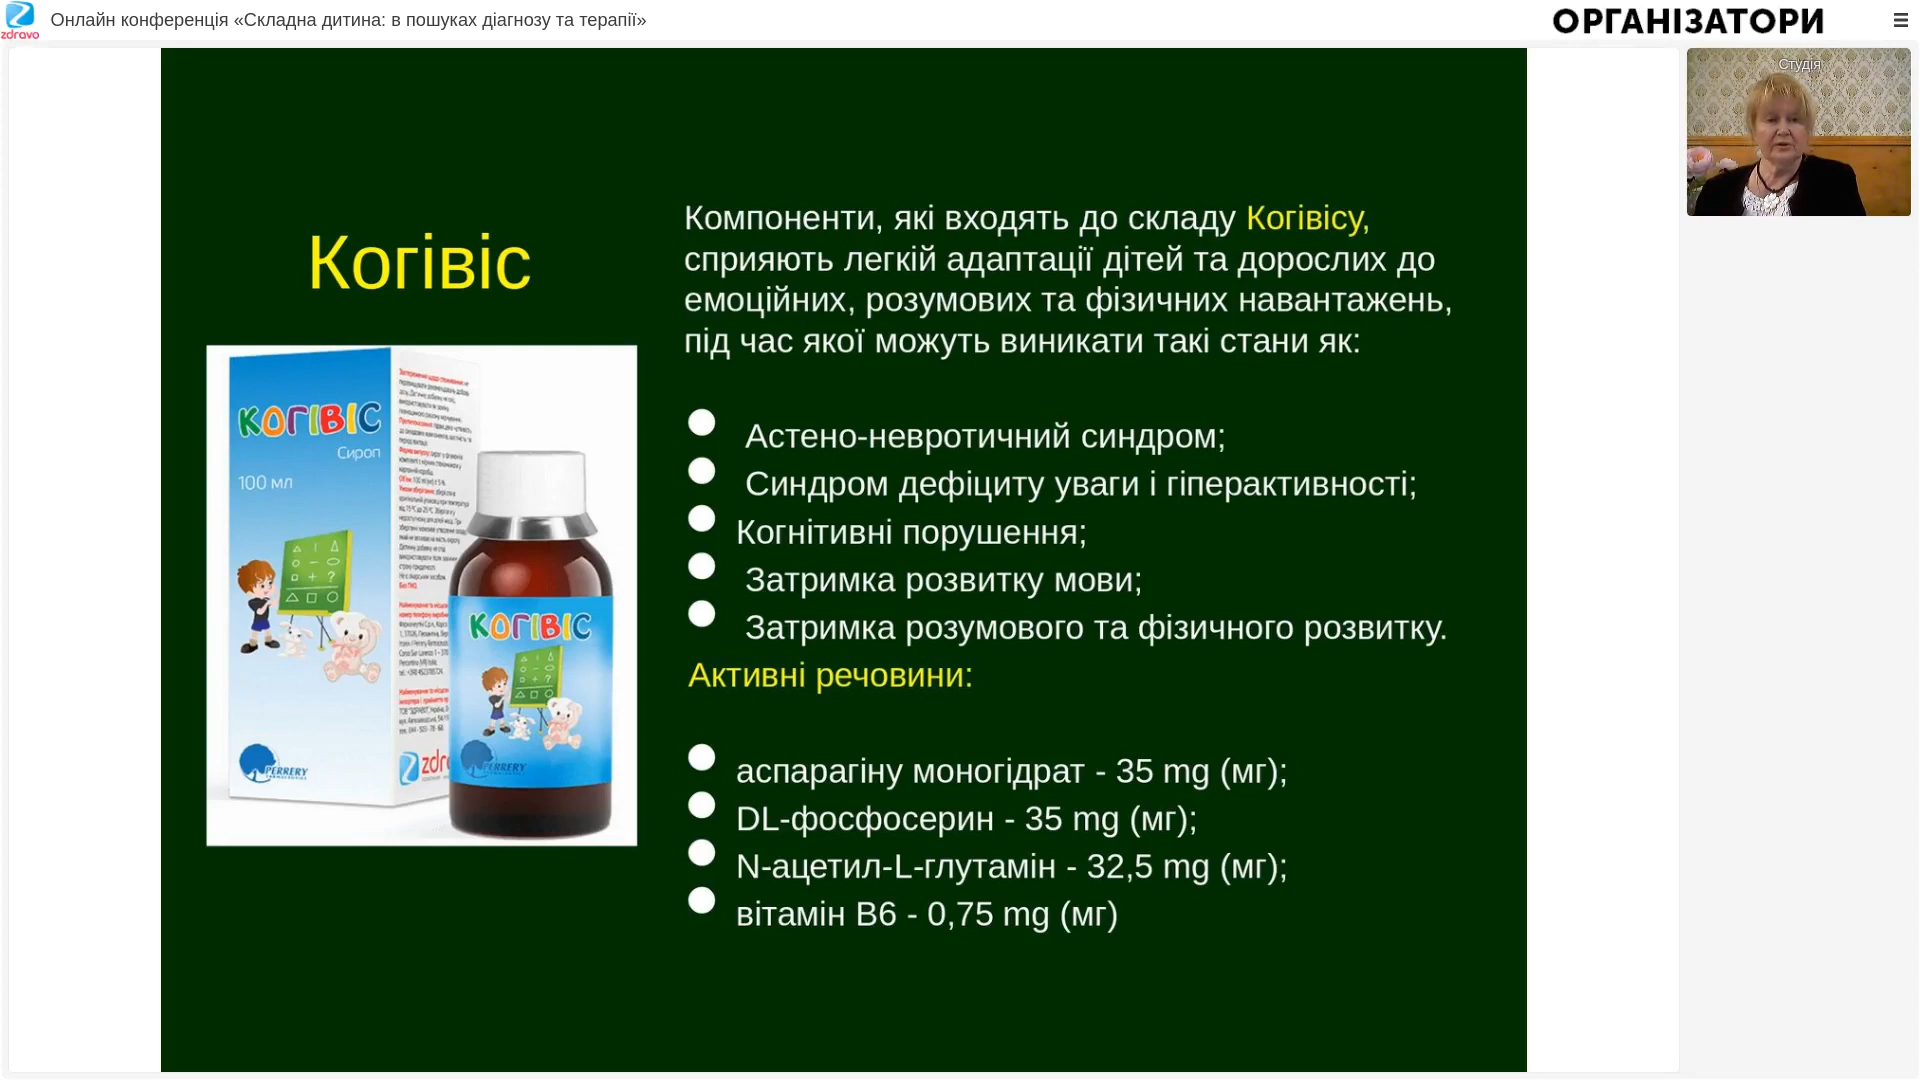 zdravo
Онлайн конференція «Складна дитина: в пошуках діагнозу та терапії»
ОРГАНІЗАТОРИ
Студія
Когівіс
КОГІВІС
Сироп
100 мл
PERRERY
zdr
КОГІВІС
PERRERY
Компоненти, які входять до складу Когівісу,
сприяють легкій адаптації дітей та дорослих до
емоційних, розумових та фізичних навантажень,
під час якої можуть виникати такі стани як:
Астено-невротичний синдром;
Синдром дефіциту уваги і гіперактивності;
Когнітивні порушення;
Затримка розвитку мови;
Затримка розумового та фізичного розвитку.
Активні речовини:
аспарагіну моногідрат - 35 mg (мг);
DL-фосфосерин - 35 mg (мг);
N-ацетил-L-глутамін - 32,5 mg (мг);
вітамін В6 - 0,75 mg (мг)